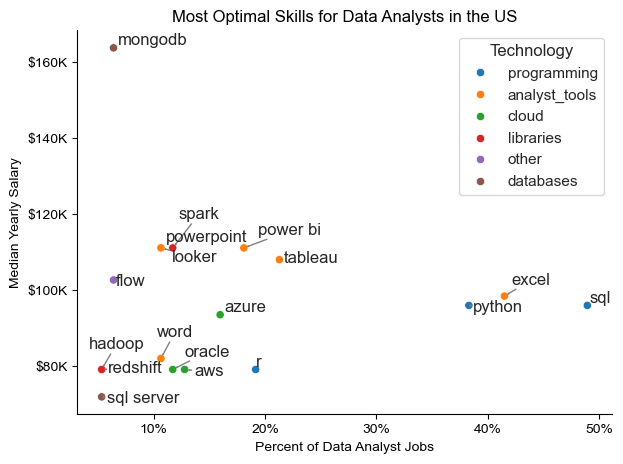 Most Optimal Skills for Data Analysts in the US
mongodb
Technology
programming
analyst_tools
cloud
libraries
other
databases
$160K
$140K
$120K
$100K
$80K
Median Yearly Salary
spark
powerpoint
looker
power bi
tableau
flow
excel
sql
python
azure
word
hadoop
oracle
redshift
aws
r
sql server
10%
20%
30%
40%
50%
Percent of Data Analyst Jobs